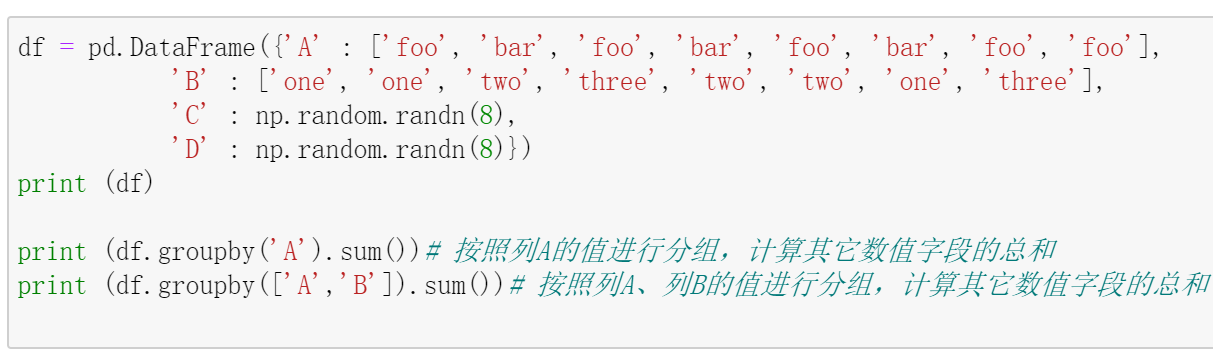 df = pd.DataFrame({'A' : ['foo', 'bar', 'foo', 'bar', 'foo', 'bar', 'foo', 'foo'],
'B' : ['one', 'one', 'two', 'three', 'two', 'two', 'one', 'three'],
'C' : np.random.randn(8),
'D' : np.random.randn(8)})
print (df)
print (df.groupby('A').sum())# 按照列A的值进行分组，计算其它数值字段的总和
print (df.groupby(['A','B']).sum())# 按照列A、列B的值进行分组，计算其它数值字段的总和